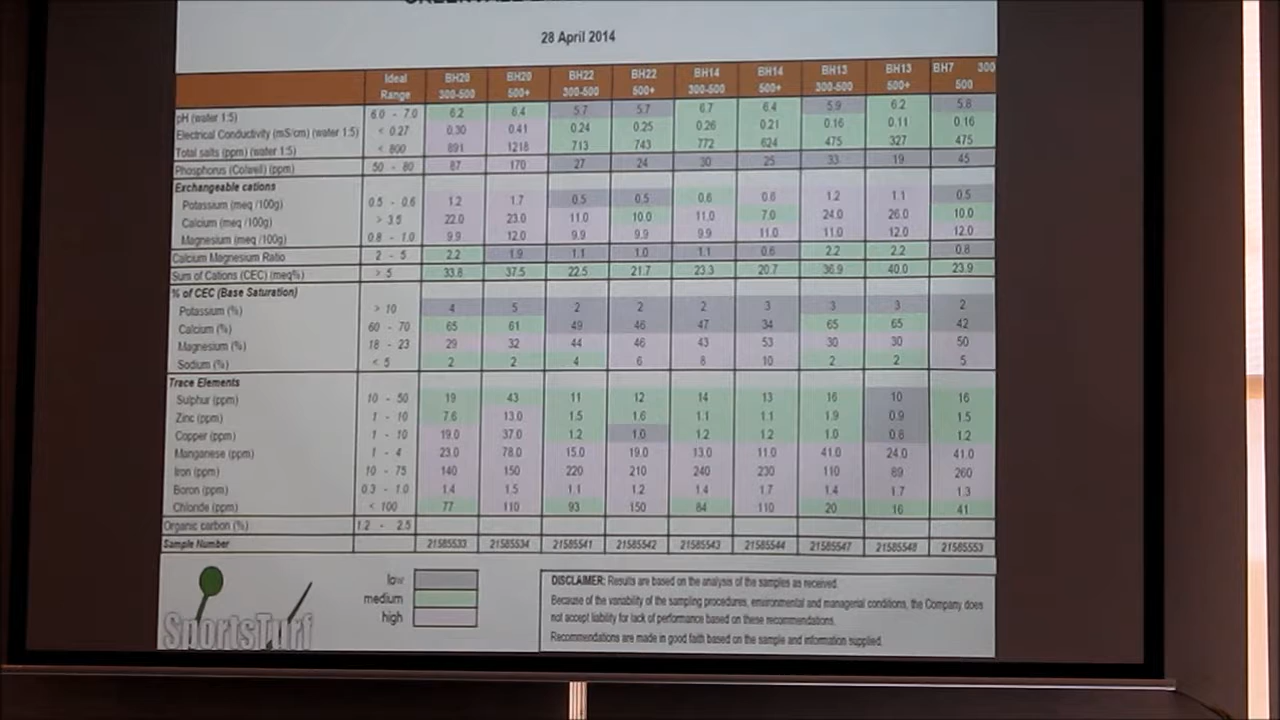 28 April 2014
Ideal Range BH20 300-500 BH20 500+ BH22 300-500 BH22 500+ BH14 300-500 BH14 500+ BH13 300-500 BH13 500+ BH7 300 500
pH (water 1:5) 6.0 - 7.0 6.2 6.4 5.7 5.7 6.7 6.4 5.9 6.2 5.8
Electrical Conductivity (mS/cm) (water 1:5) < 0.27 0.30 0.41 0.24 0.25 0.26 0.21 0.16 0.11 0.16
Total salts (ppm) (water 1:5) < 800 891 1218 713 743 772 624 475 327 475
Phosphorus (Colwell) (ppm) 50 - 80 87 170 27 24 30 25 33 19 45
Exchangeable cations
Potassium (meq /100g) 0.5 - 0.6 1.2 1.7 0.5 0.5 0.6 0.6 1.2 1.1 0.5
Calcium (meq /100g) > 3.5 22.0 23.0 11.0 10.0 11.0 7.0 24.0 26.0 10.0
Magnesium (meq /100g) 0.8 - 1.0 9.9 12.0 9.9 9.9 9.9 11.0 11.0 12.0 12.0
Calcium Magnesium Ratio 2 - 5 2.2 1.9 1.1 1.0 1.1 0.6 2.2 2.2 0.8
Sum of Cations (CEC) (meq%) > 5 33.8 37.5 22.5 21.7 23.3 20.7 36.9 40.0 23.9
% of CEC (Base Saturation)
Potassium (%) > 10 4 5 2 2 2 3 3 3 2
Calcium (%) 60 - 70 65 61 49 46 47 34 65 65 42
Magnesium (%) 18 - 23 29 32 44 46 43 53 30 30 50
Sodium (%) < 5 2 2 4 6 8 10 2 2 5
Trace Elements
Sulphur (ppm) 10 - 50 19 43 11 12 14 13 16 10 16
Zinc (ppm) 1 - 10 7.6 13.0 1.5 1.6 1.1 1.1 1.9 0.9 1.5
Copper (ppm) 1 - 10 19.0 37.0 1.2 1.0 1.2 1.2 1.0 0.6 1.2
Manganese (ppm) 1 - 4 23.0 78.0 15.0 19.0 13.0 11.0 41.0 24.0 41.0
Iron (ppm) 10 - 75 140 150 220 210 240 230 110 89 260
Boron (ppm) 0.3 - 1.0 1.4 1.5 1.1 1.2 1.4 1.7 1.4 1.7 1.3
Chloride (ppm) < 100 77 110 93 150 84 110 20 16 41
Organic carbon (%) 1.2 - 2.5
Sample Number 21585533 21585534 21585541 21585542 21585543 21585544 21585547 21585548 21585553
low
medium
high
SportsTurf
DISCLAIMER: Results are based on the analysis of the samples as received.
Because of the variability of the sampling procedures, environmental and managerial conditions, the Company does
not accept liability for lack of performance based on these recommendations.
Recommendations are made in good faith based on the sample and information supplied.